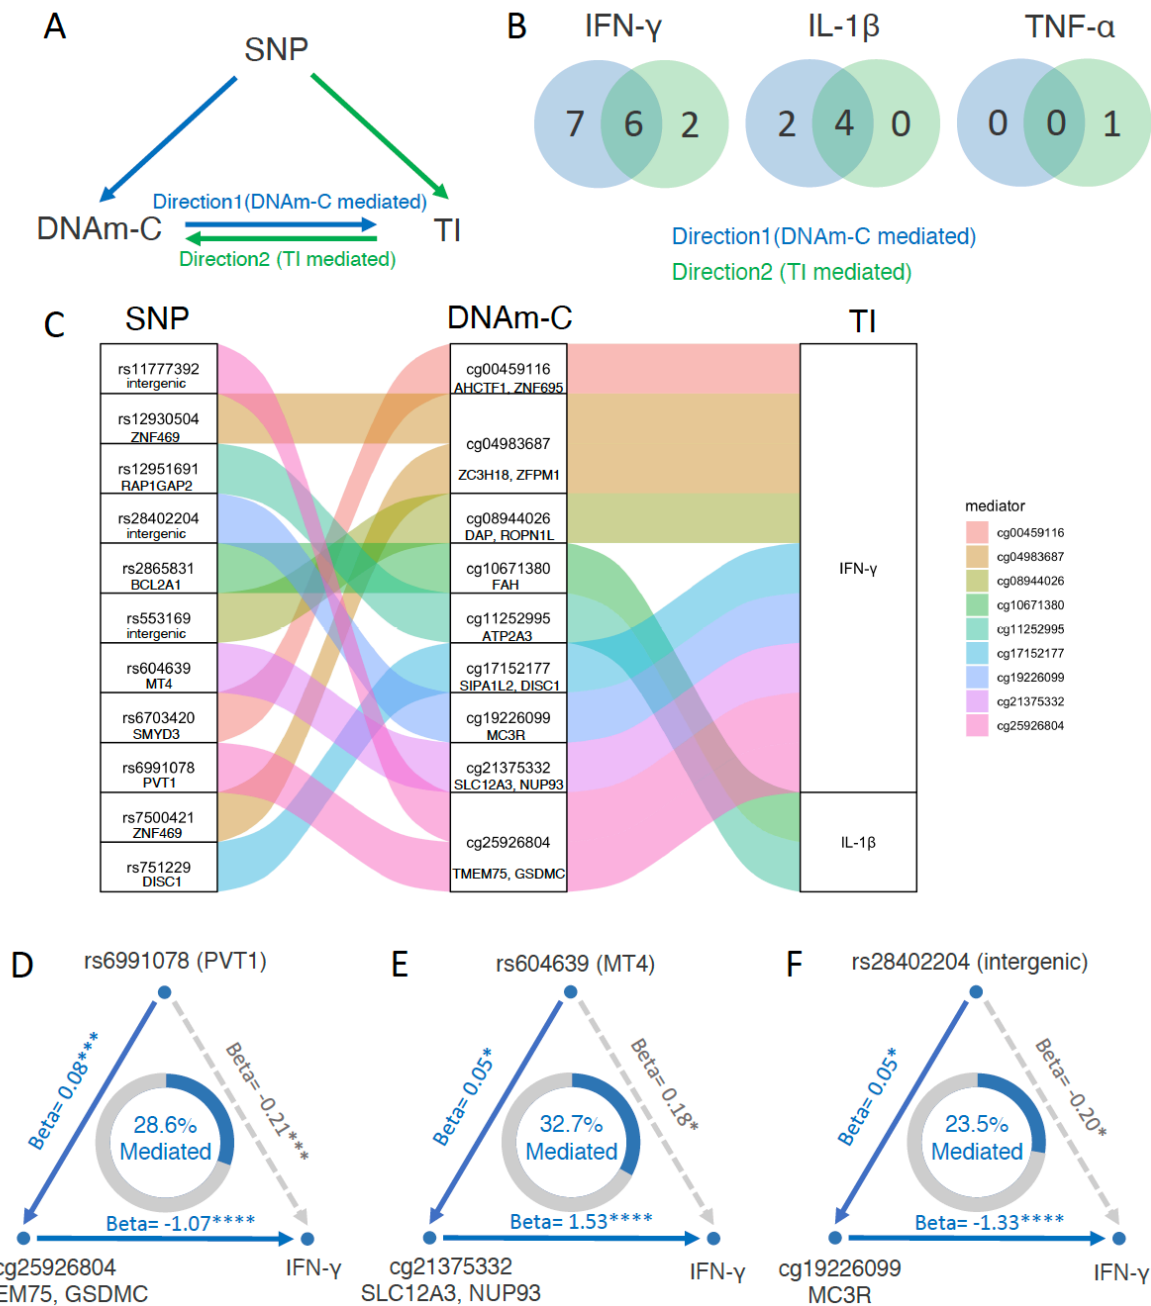 A
SNP
DNAm-C
Direction1(DNAm-C mediated)
Direction2 (TI mediated)
TI
B
IFN-γ
IL-1β
TNF-α
7
6
2
2
4
0
0
0
1
Direction1(DNAm-C mediated)
Direction2 (TI mediated)
C
SNP
DNAm-C
TI
rs11777392
intergenic
rs12930504
ZNF469
rs12951691
RAP1GAP2
rs28402204
intergenic
rs2865831
BCL2A1
rs553169
intergenic
rs604639
MT4
rs6703420
SMYD3
rs6991078
PVT1
rs7500421
ZNF469
rs751229
DISC1
cg00459116
AHCTF1, ZNF695
cg04983687
ZC3H18, ZFPM1
cg08944026
DAP, ROPN1L
cg10671380
FAH
cg11252995
ATP2A3
cg17152177
SIPA1L2, DISC1
cg19226099
MC3R
cg21375332
SLC12A3, NUP93
cg25926804
TMEM75, GSDMC
IFN-γ
IL-1β
mediator
cg00459116
cg04983687
cg08944026
cg10671380
cg11252995
cg17152177
cg19226099
cg21375332
cg25926804
D
rs6991078 (PVT1)
Beta= 0.08***
Beta= -0.21***
28.6%
Mediated
Beta= -1.07****
cg25926804
EM75, GSDMC
IFN-γ
E
rs604639 (MT4)
Beta= 0.05*
Beta= 0.18*
32.7%
Mediated
Beta= 1.53****
cg21375332
SLC12A3, NUP93
IFN-γ
F
rs28402204 (intergenic)
Beta= 0.05*
Beta= -0.20*
23.5%
Mediated
Beta= -1.33****
cg19226099
MC3R
IFN-γ